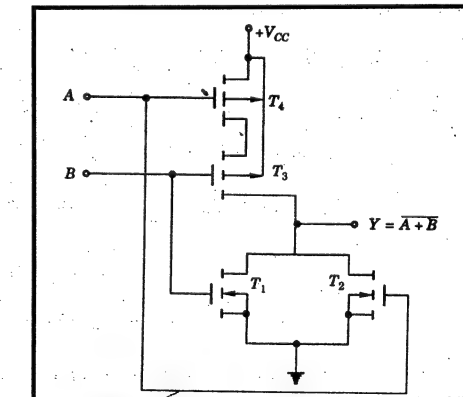 +V_CC
A
T_4
B
T_3
Y = \overline{A + B}
T_1
T_2